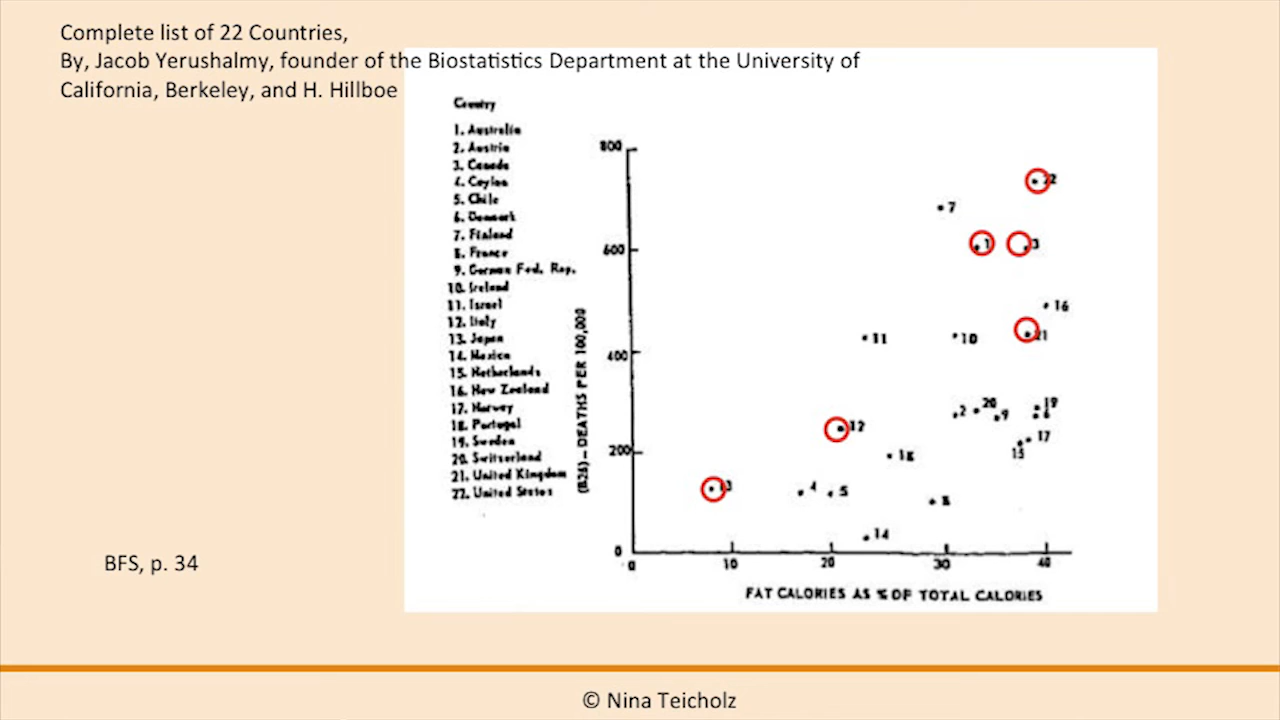 Complete list of 22 Countries,
By, Jacob Yerushalmy, founder of the Biostatistics Department at the University of
California, Berkeley, and H. Hillboe
Country
1. Australia
2. Austria
3. Canada
4. Ceylon
5. Chile
6. Denmark
7. Finland
8. France
9. German Fed. Rep.
10. Ireland
11. Israel
12. Italy
13. Japan
14. Mexico
15. Netherlands
16. New Zealand
17. Norway
18. Portugal
19. Sweden
20. Switzerland
21. United Kingdom
22. United States
(B26) — DEATHS PER 100,000
800
600
400
200
0
22
7
1
3
16
21
11
10
20
19
2
9
12
17
15
18
13
4
5
8
14
0 10 20 30 40
FAT CALORIES AS % OF TOTAL CALORIES
BFS, p. 34
© Nina Teicholz